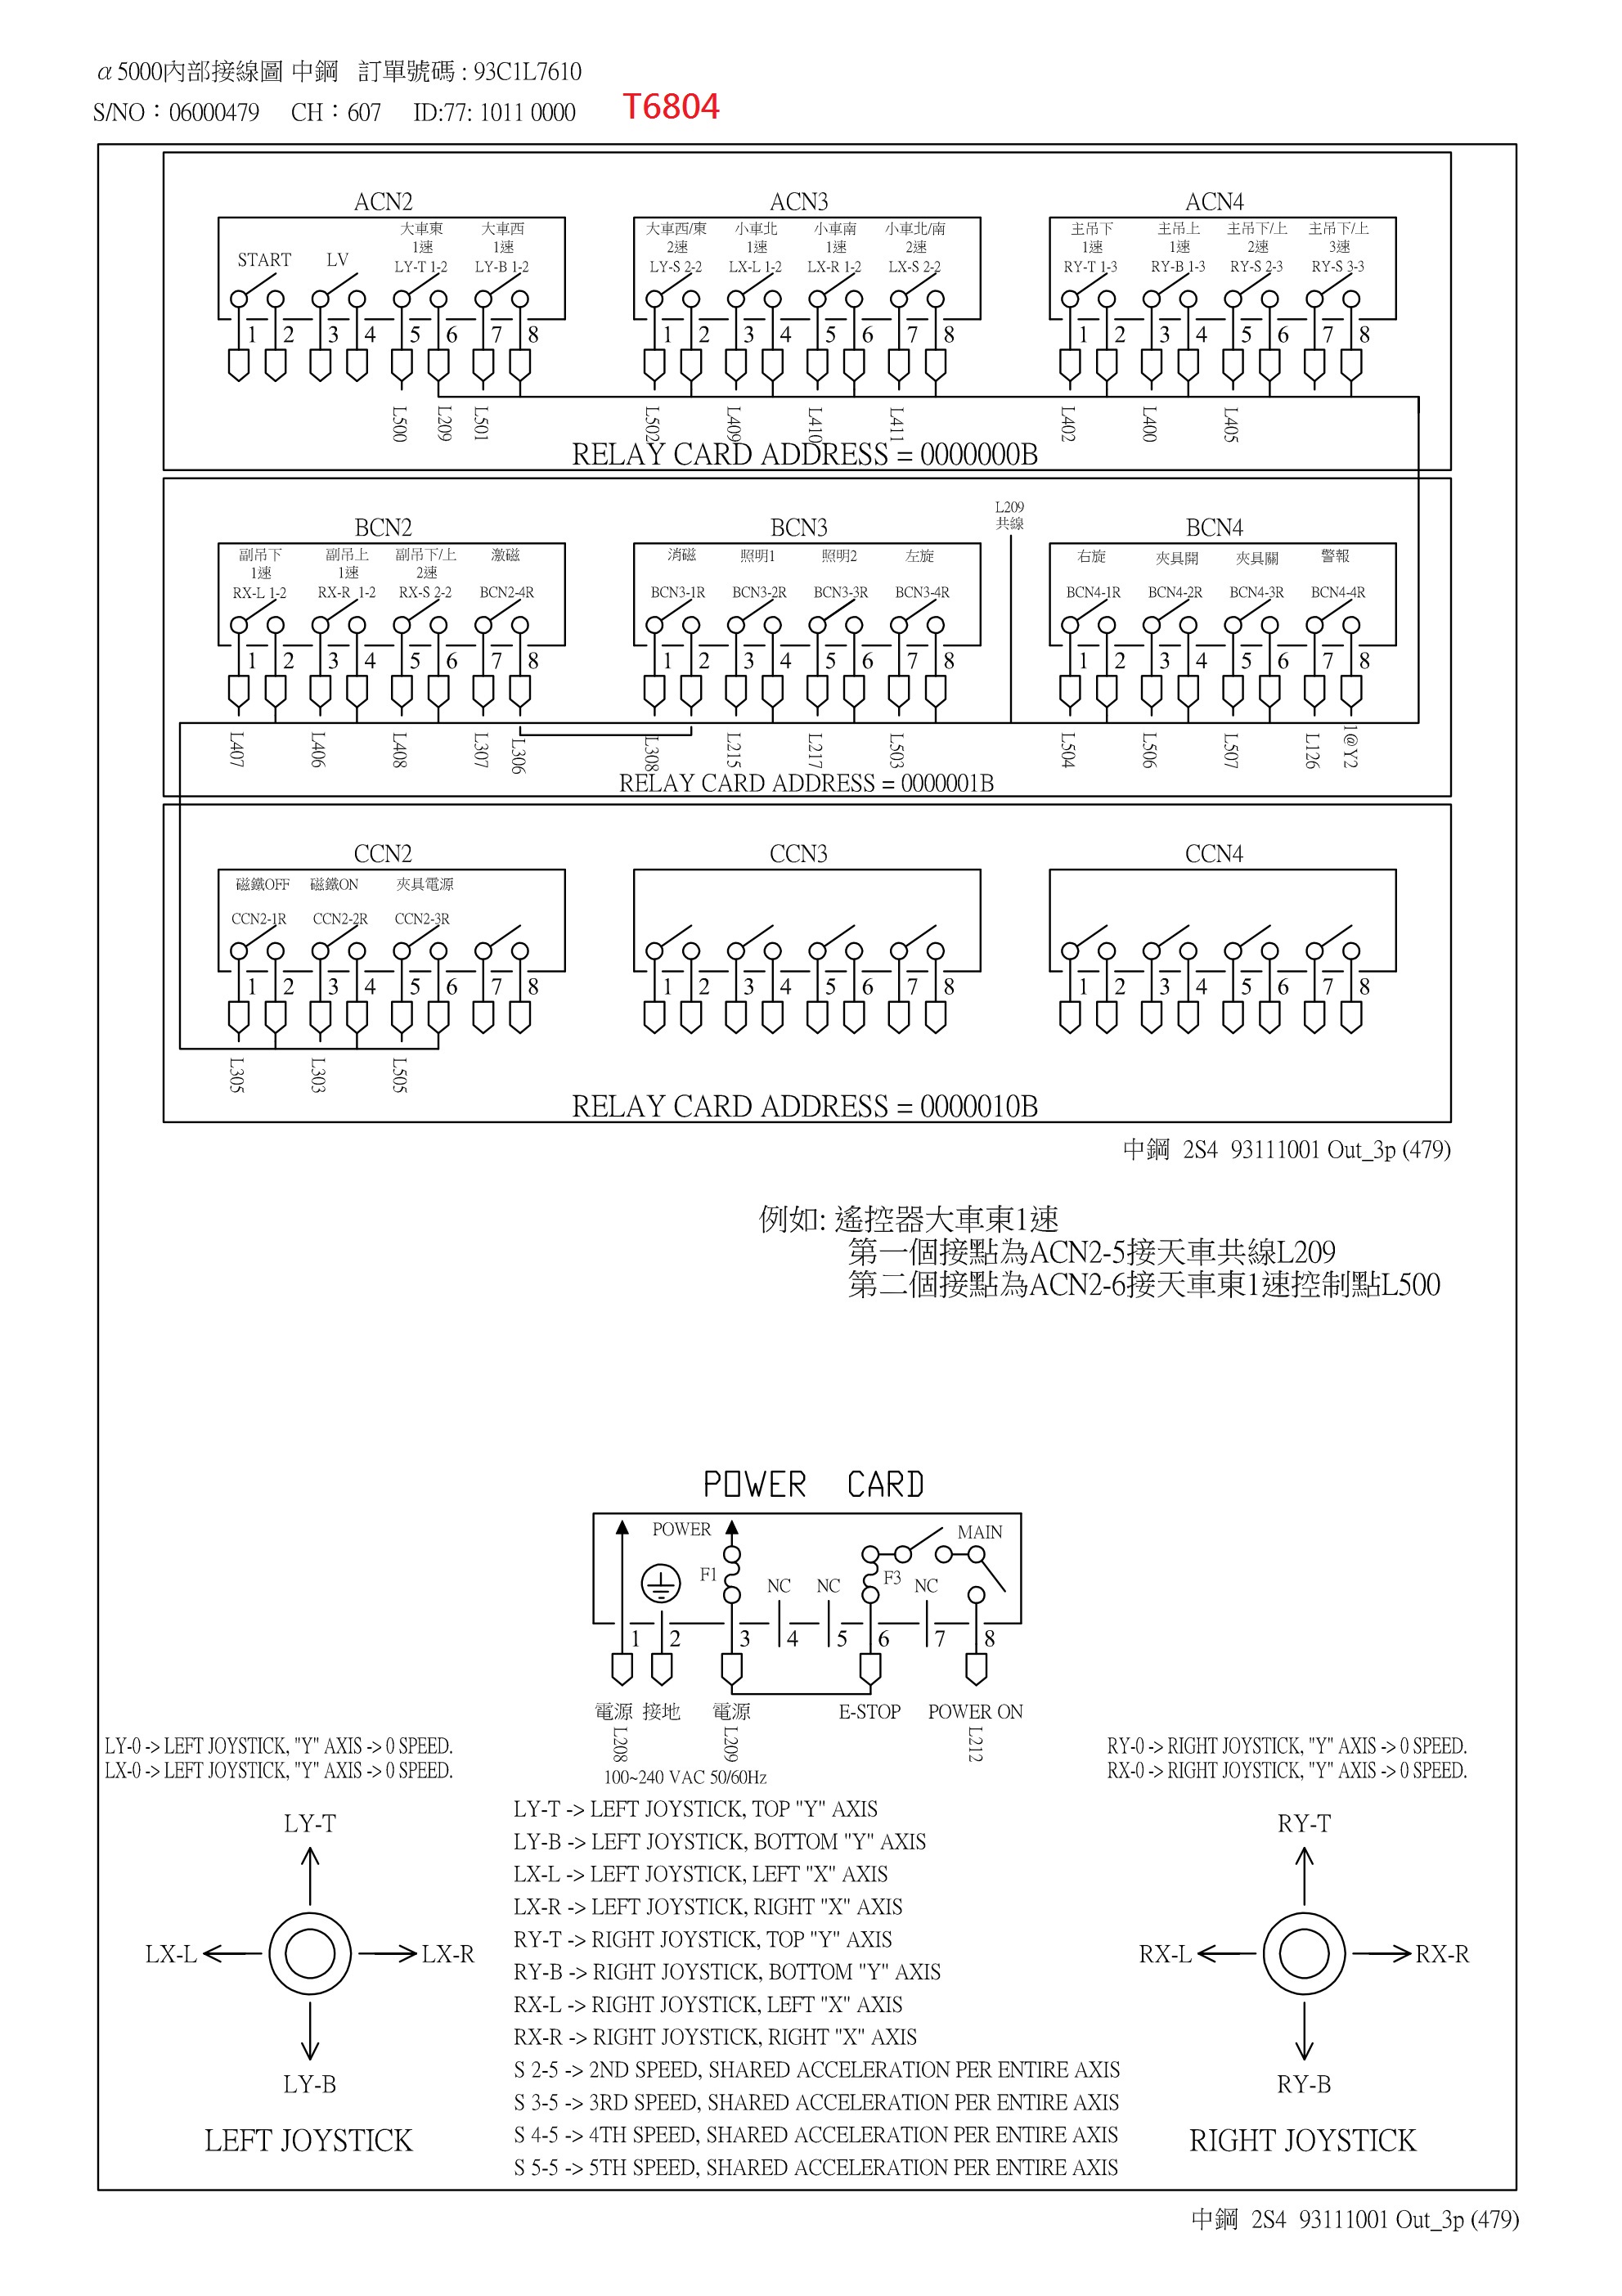 α5000內部接線圖 中鋼 訂單號碼 : 93C1L7610
S/NO：06000479 CH：607 ID:77: 1011 0000 T6804
ACN2 ACN3 ACN4
START LV 大車東 1速 LY-T 1-2 大車西 1速 LY-B 1-2
大車西/東 2速 LY-S 2-2 小車北 1速 LX-L 1-2 小車南 1速 LX-R 1-2 小車北/南 2速 LX-S 2-2
主吊下 1速 RY-T 1-3 主吊上 1速 RY-B 1-3 主吊下/上 2速 RY-S 2-3 主吊下/上 3速 RY-S 3-3
1 2 3 4 5 6 7 8 1 2 3 4 5 6 7 8 1 2 3 4 5 6 7 8
L500 L209 L501 L502 L409 L410 L411 L402 L400 L405
RELAY CARD ADDRESS = 0000000B
L209
共線
BCN2 BCN3 BCN4
副吊下 1速 RX-L 1-2 副吊上 1速 RX-R 1-2 副吊下/上 2速 RX-S 2-2 激磁 BCN2-4R
消磁 BCN3-1R 照明1 BCN3-2R 照明2 BCN3-3R 左旋 BCN3-4R
右旋 BCN4-1R 夾具開 BCN4-2R 夾具關 BCN4-3R 警報 BCN4-4R
1 2 3 4 5 6 7 8 1 2 3 4 5 6 7 8 1 2 3 4 5 6 7 8
L407 L406 L408 L307 L306 L308 L215 L217 L503 L504 L506 L507 L126 1@Y2
RELAY CARD ADDRESS = 0000001B
CCN2 CCN3 CCN4
磁鐵OFF 磁鐵ON 夾具電源
CCN2-1R CCN2-2R CCN2-3R
1 2 3 4 5 6 7 8 1 2 3 4 5 6 7 8 1 2 3 4 5 6 7 8
L305 L303 L505
RELAY CARD ADDRESS = 0000010B
中鋼 2S4 93111001 Out_3p (479)
例如: 遙控器大車東1速
第一個接點為ACN2-5接天車共線L209
第二個接點為ACN2-6接天車東1速控制點L500
POWER CARD
POWER MAIN
F1 NC NC F3 NC
1 2 3 4 5 6 7 8
電源 接地 電源 E-STOP POWER ON
L208 L209 L212
100~240 VAC 50/60Hz
LY-0 -> LEFT JOYSTICK, "Y" AXIS -> 0 SPEED.
LX-0 -> LEFT JOYSTICK, "Y" AXIS -> 0 SPEED.
RY-0 -> RIGHT JOYSTICK, "Y" AXIS -> 0 SPEED.
RX-0 -> RIGHT JOYSTICK, "Y" AXIS -> 0 SPEED.
LY-T
LX-L LX-R
LY-B
LEFT JOYSTICK
LY-T -> LEFT JOYSTICK, TOP "Y" AXIS
LY-B -> LEFT JOYSTICK, BOTTOM "Y" AXIS
LX-L -> LEFT JOYSTICK, LEFT "X" AXIS
LX-R -> LEFT JOYSTICK, RIGHT "X" AXIS
RY-T -> RIGHT JOYSTICK, TOP "Y" AXIS
RY-B -> RIGHT JOYSTICK, BOTTOM "Y" AXIS
RX-L -> RIGHT JOYSTICK, LEFT "X" AXIS
RX-R -> RIGHT JOYSTICK, RIGHT "X" AXIS
S 2-5 -> 2ND SPEED, SHARED ACCELERATION PER ENTIRE AXIS
S 3-5 -> 3RD SPEED, SHARED ACCELERATION PER ENTIRE AXIS
S 4-5 -> 4TH SPEED, SHARED ACCELERATION PER ENTIRE AXIS
S 5-5 -> 5TH SPEED, SHARED ACCELERATION PER ENTIRE AXIS
RY-T
RX-L RX-R
RY-B
RIGHT JOYSTICK
中鋼 2S4 93111001 Out_3p (479)